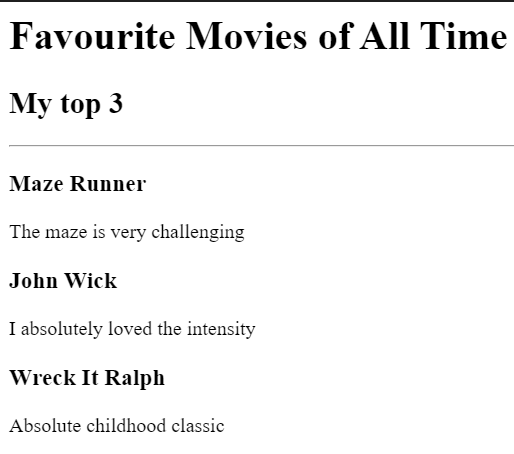 Favourite Movies of All Time
My top 3
Maze Runner
The maze is very challenging
John Wick
I absolutely loved the intensity
Wreck It Ralph
Absolute childhood classic